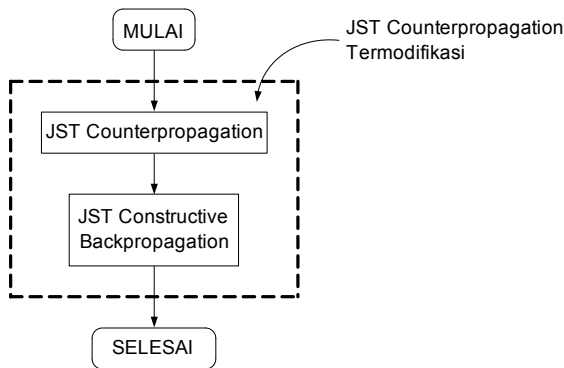 MULAI
JST Counterpropagation
Termodifikasi
JST Counterpropagation
JST Constructive
Backpropagation
SELESAI